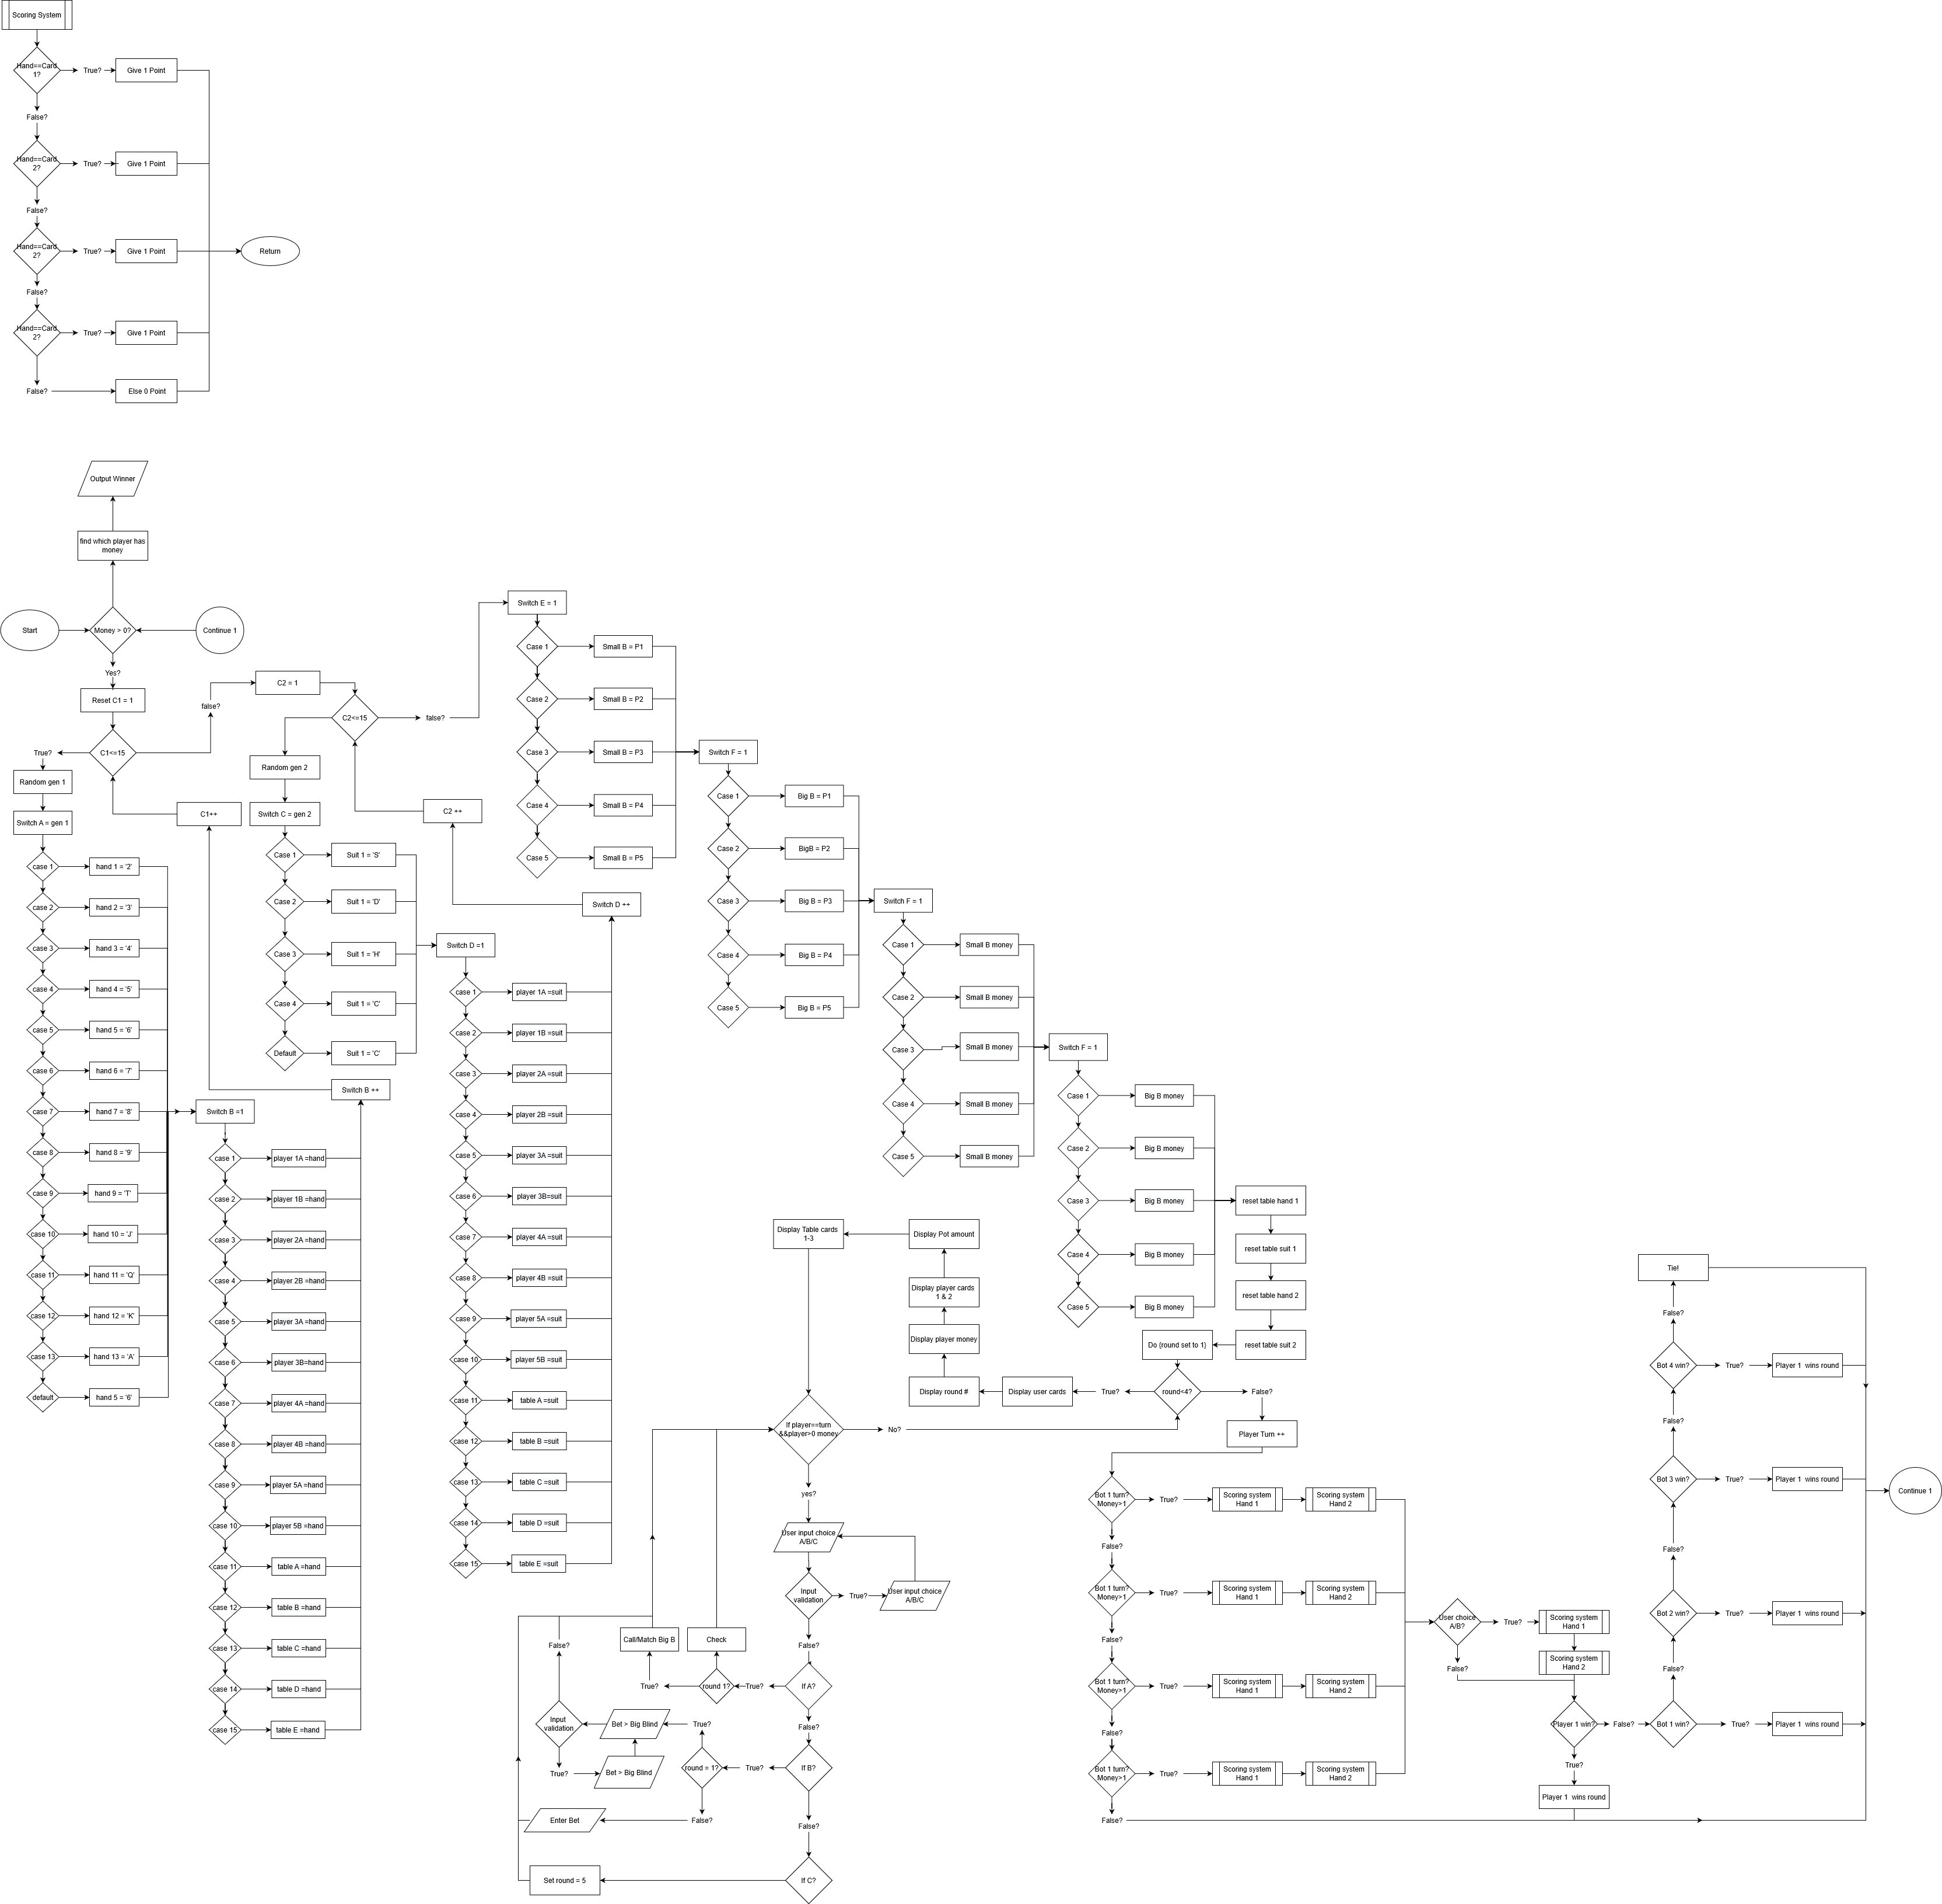 Scoring System
Hand==Card
1?
True?
Give 1 Point
False?
Hand==Card
2?
True?
Give 1 Point
False?
Hand==Card
2?
True?
Give 1 Point
Return
False?
Hand==Card
2?
True?
Give 1 Point
False?
Else 0 Point
Output Winner
find which player has
money
Start
Money > 0?
Continue 1
Yes?
Reset C1 = 1
C1<=15
True?
false?
Random gen 1
Switch A = gen 1
C1++
case 1
hand 1 = '2'
case 2
hand 2 = '3'
case 3
hand 3 = '4'
case 4
hand 4 = '5'
case 5
hand 5 = '6'
case 6
hand 6 = '7'
case 7
hand 7 = '8'
case 8
hand 8 = '9'
case 9
hand 9 = 'T'
case 10
hand 10 = 'J'
case 11
hand 11 = 'Q'
case 12
hand 12 = 'K'
case 13
hand 13 = 'A'
default
hand 5 = '6'
Switch B ++
Switch B =1
case 1
player 1A =hand
case 2
player 1B =hand
case 3
player 2A =hand
case 4
player 2B =hand
case 5
player 3A =hand
case 6
player 3B=hand
case 7
player 4A =hand
case 8
player 4B =hand
case 9
player 5A =hand
case 10
player 5B =hand
case 11
table A =hand
case 12
table B =hand
case 13
table C =hand
case 14
table D =hand
case 15
table E =hand
C2 = 1
C2<=15
false?
Random gen 2
Switch C = gen 2
C2 ++
Case 1
Suit 1 = 'S'
Case 2
Suit 1 = 'D'
Case 3
Suit 1 = 'H'
Case 4
Suit 1 = 'C'
Default
Suit 1 = 'C'
Switch D ++
Switch D =1
case 1
player 1A =suit
case 2
player 1B =suit
case 3
player 2A =suit
case 4
player 2B =suit
case 5
player 3A =suit
case 6
player 3B=suit
case 7
player 4A =suit
case 8
player 4B =suit
case 9
player 5A =suit
case 10
player 5B =suit
case 11
table A =suit
case 12
table B =suit
case 13
table C =suit
case 14
table D =suit
case 15
table E =suit
Switch E = 1
Case 1
Small B = P1
Case 2
Small B = P2
Case 3
Small B = P3
Case 4
Small B = P4
Case 5
Small B = P5
Switch F = 1
Case 1
Big B = P1
Case 2
BigB = P2
Case 3
Big B = P3
Case 4
Big B = P4
Case 5
Big B = P5
Switch F = 1
Case 1
Small B money
Case 2
Small B money
Case 3
Small B money
Case 4
Small B money
Case 5
Small B money
Switch F = 1
Case 1
Big B money
Case 2
Big B money
Case 3
Big B money
Case 4
Big B money
Case 5
Big B money
reset table hand 1
reset table suit 1
reset table hand 2
reset table suit 2
Do {round set to 1}
round<4?
True?
False?
Display user cards
Display round #
Display player money
Display player cards
1 & 2
Display Pot amount
Display Table cards
1-3
If player==turn
&&player>0 money
No?
yes?
User input choice
A/B/C
Input
validation
True?
User input choice
A/B/C
False?
If A?
True?
round 1?
Check
True?
Call/Match Big B
False?
If B?
True?
round = 1?
True?
Bet > Big Blind
Input
validation
False?
True?
Bet > Big Blind
False?
Enter Bet
False?
If C?
Set round = 5
Player Turn ++
Bot 1 turn?
Money>1
True?
Scoring system
Hand 1
Scoring system
Hand 2
False?
Bot 1 turn?
Money>1
True?
Scoring system
Hand 1
Scoring system
Hand 2
False?
Bot 1 turn?
Money>1
True?
Scoring system
Hand 1
Scoring system
Hand 2
False?
Bot 1 turn?
Money>1
True?
Scoring system
Hand 1
Scoring system
Hand 2
False?
User choice
A/B?
True?
Scoring system
Hand 1
Scoring system
Hand 2
False?
Player 1 win?
True?
Player 1  wins round
False?
Bot 1 win?
True?
Player 1  wins round
False?
Bot 2 win?
True?
Player 1  wins round
False?
Bot 3 win?
True?
Player 1  wins round
False?
Bot 4 win?
True?
Player 1  wins round
False?
Tie!
Continue 1